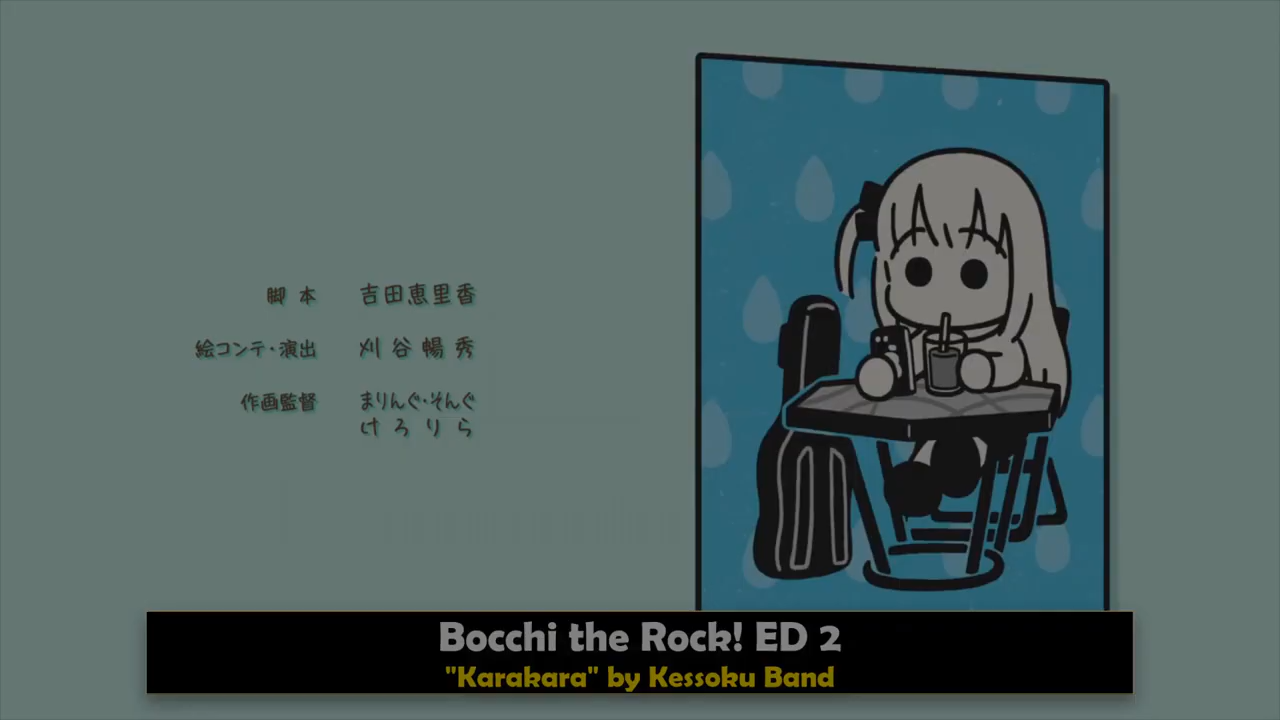 脚本 吉田恵里香
絵コンテ・演出 刈谷暢秀
作画監督 まりんぐ・そんぐ
けろりら
Bocchi the Rock! ED 2
"Karakara" by Kessoku Band